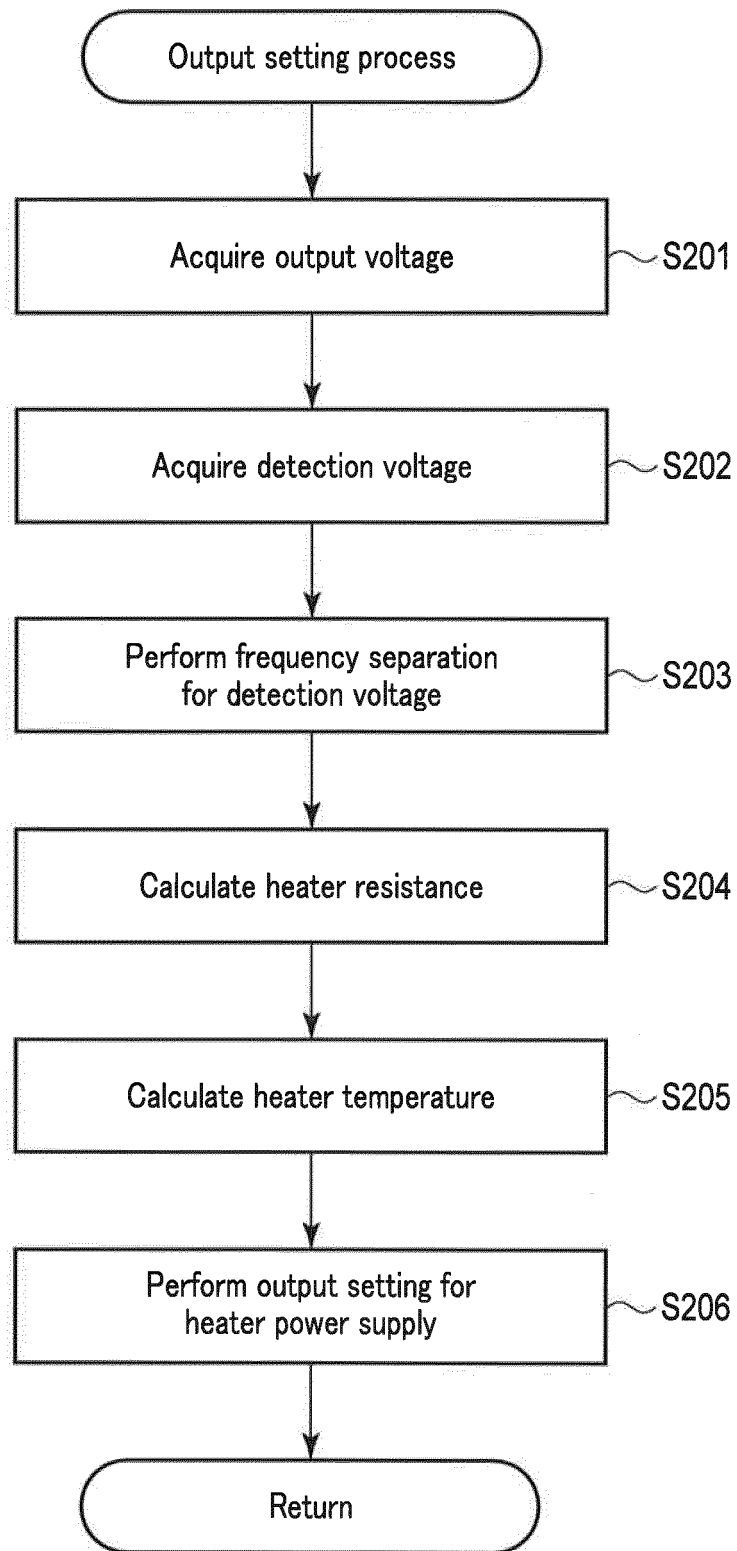 Output setting process
Acquire output voltage
S201
Acquire detection voltage
S202
Perform frequency separation
for detection voltage
S203
Calculate heater resistance
S204
Calculate heater temperature
S205
Perform output setting for
heater power supply
S206
Return